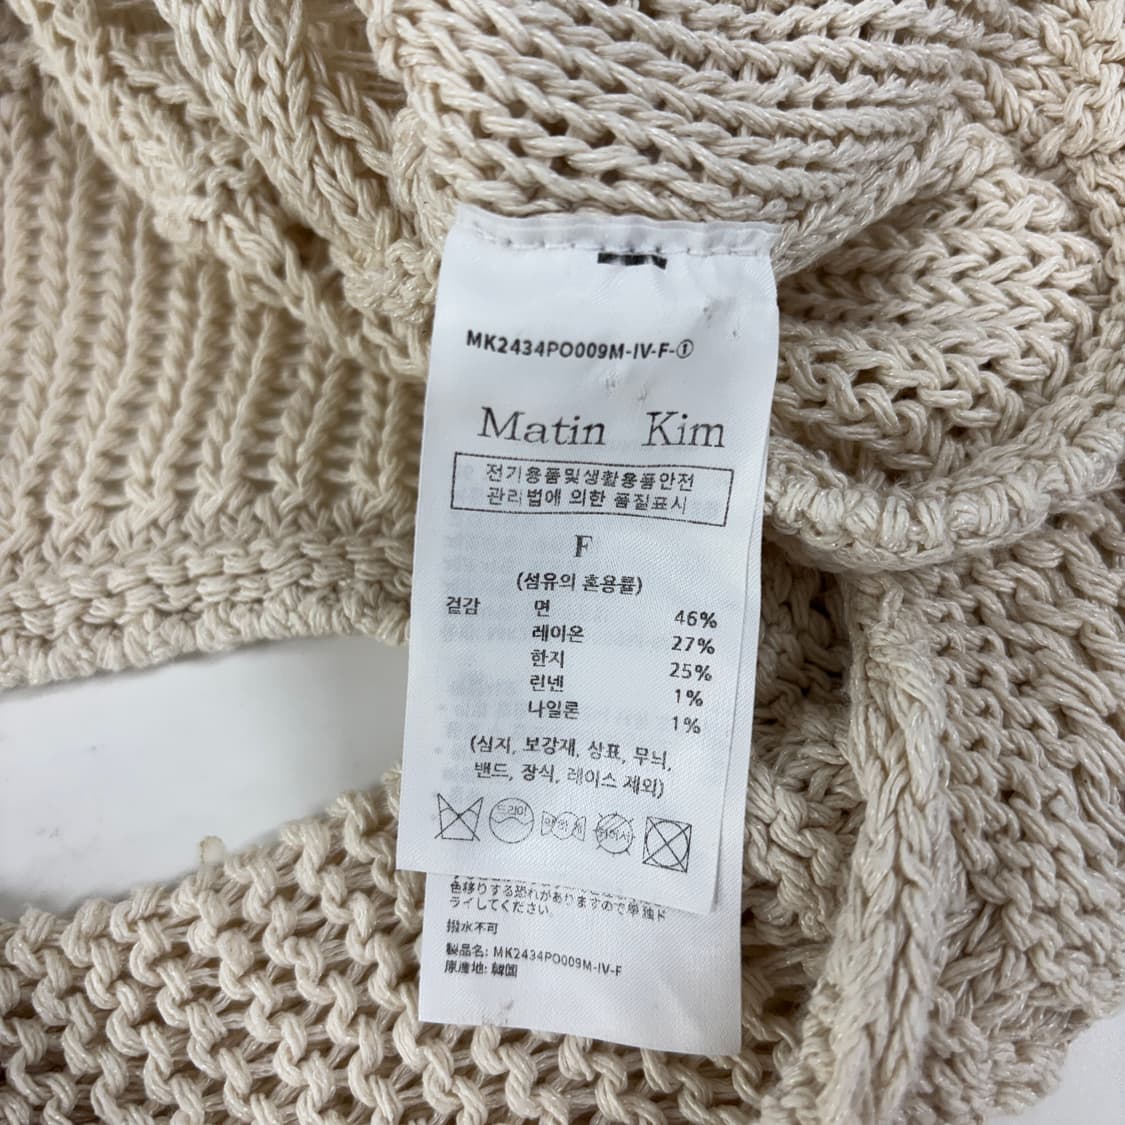 MK2434PO009M-IV-F-①
Matin Kim
전기용품및생활용품안전
관리법에 의한 품질표시
F
(섬유의 혼용률)
겉감 면 46%
레이온 27%
한지 25%
린넨 1%
나일론 1%
(심지, 보강재, 상표, 무늬,
밴드, 장식, 레이스 제외)
드라이
色移りする恐れがありますので単独ド
ライしてください
撥水不可
製品名: MK2434PO009M-IV-F
原産地: 韓国